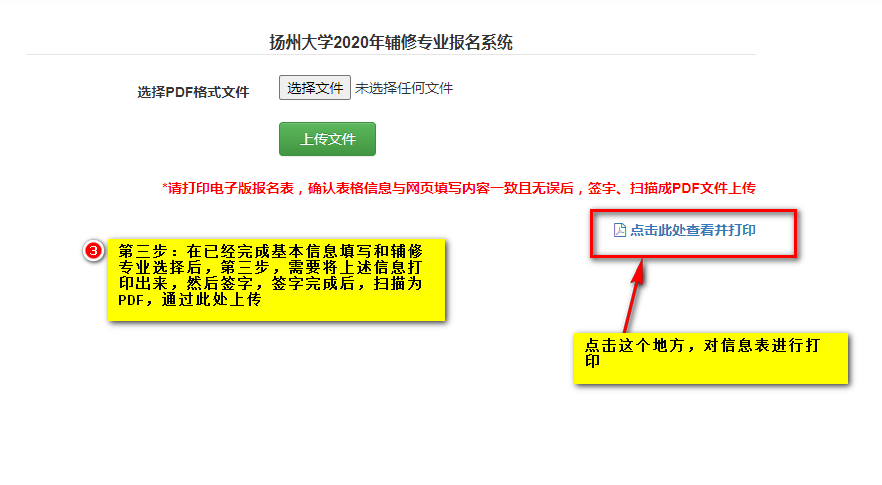 扬州大学2020年辅修专业报名系统
选择PDF格式文件
选择文件 未选择任何文件
上传文件
*请打印电子版报名表，确认表格信息与网页填写内容一致且无误后，签字、扫描成PDF文件上传
点击此处查看并打印
3
第三步：在已经完成基本信息填写和辅修
专业选择后，第三步，需要将上述信息打
印出来，然后签字，签字完成后，扫描为
PDF，通过此处上传
点击这个地方，对信息表进行打
印